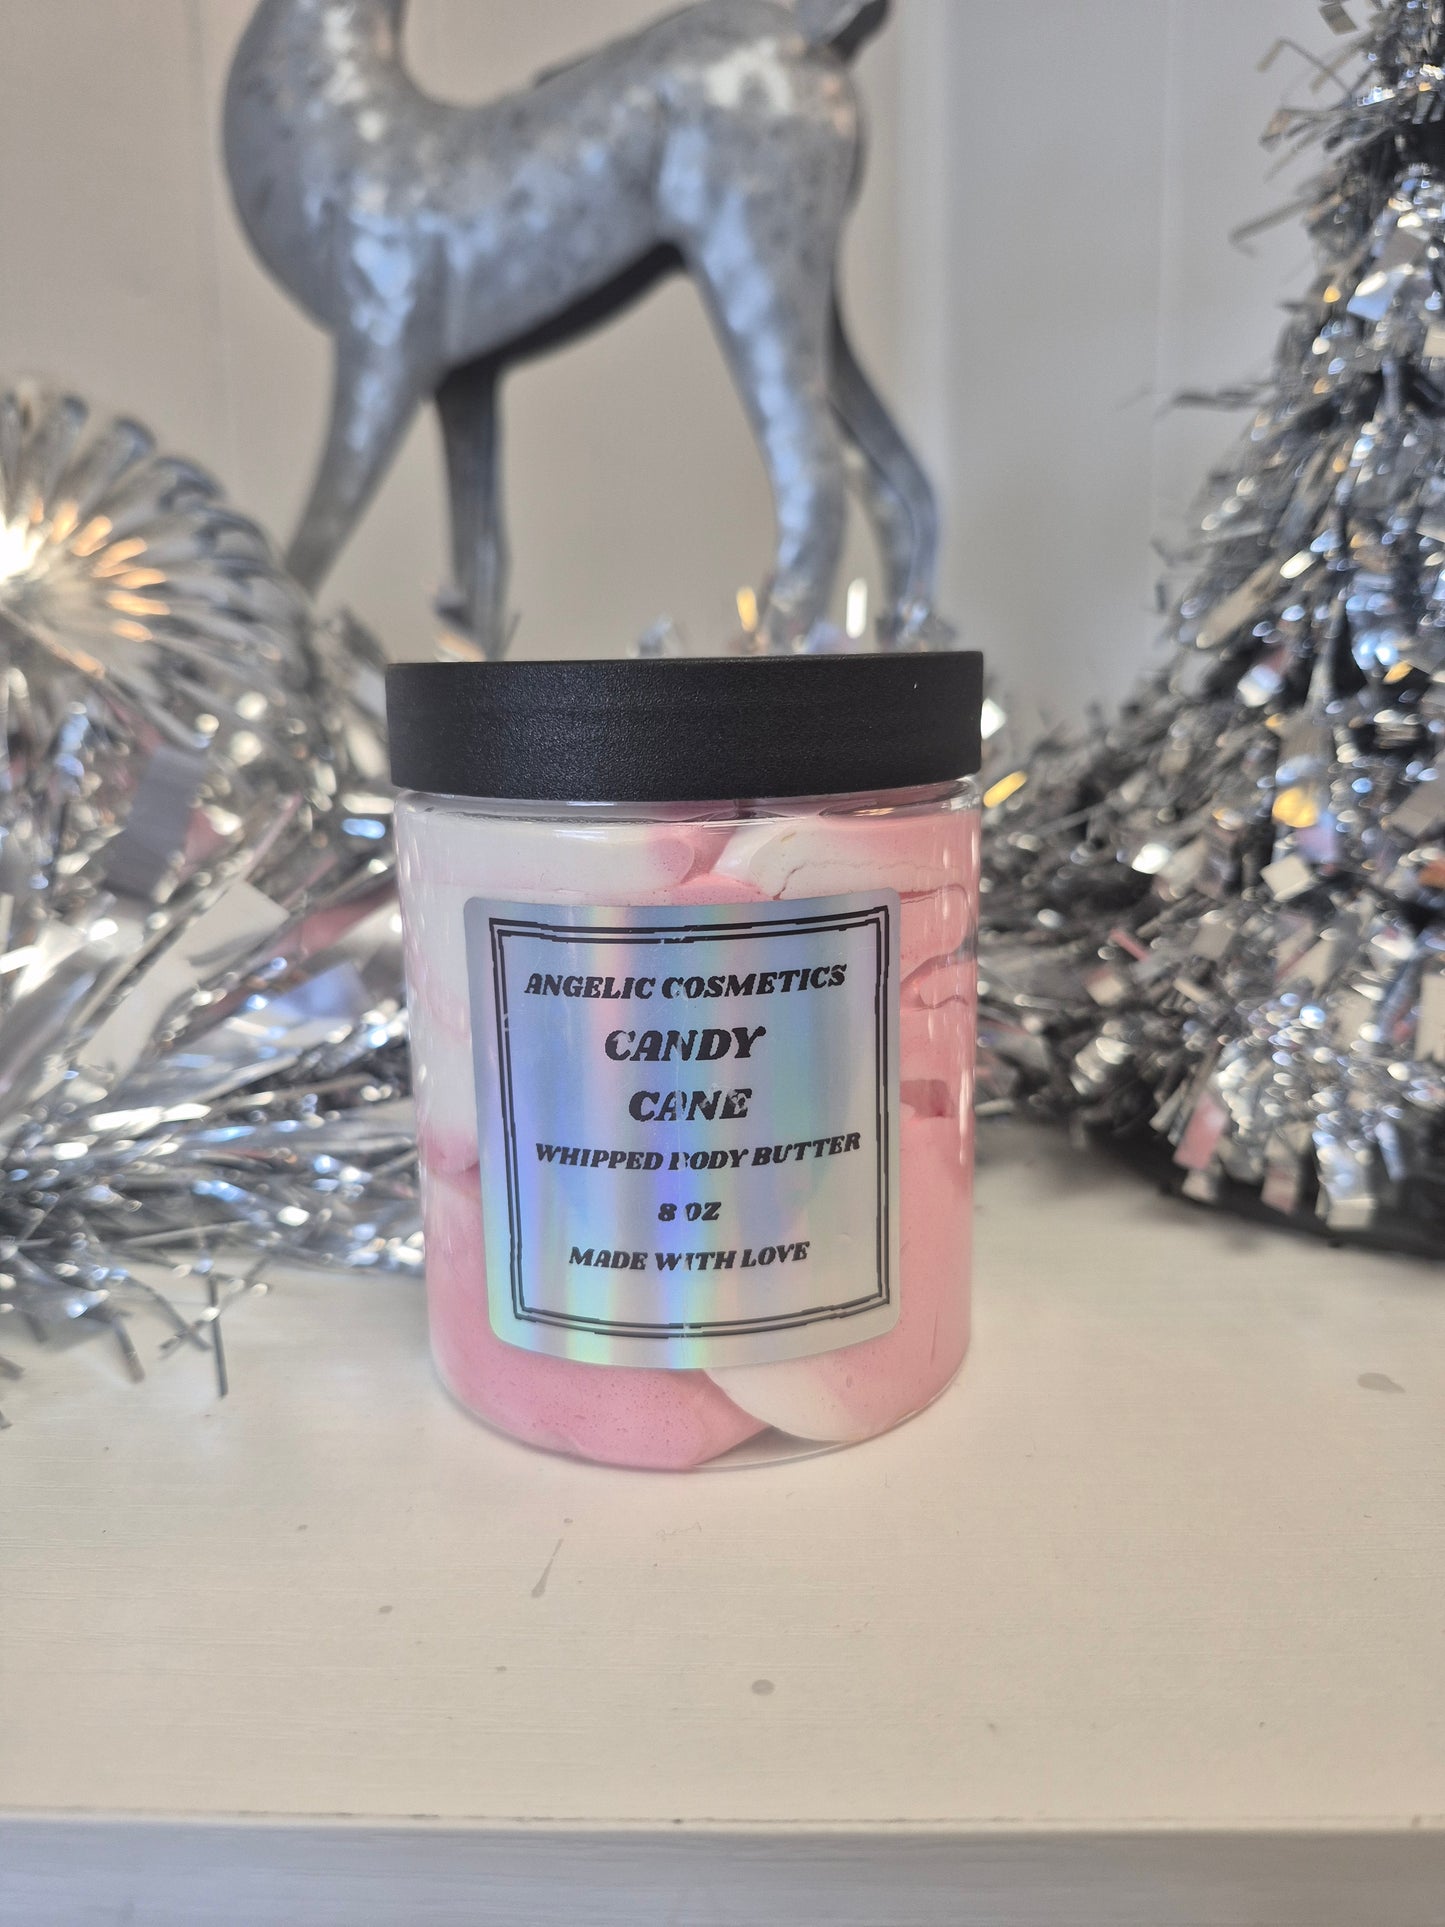 ANGELIC COSMETICS
CANDY
CANE
WHIPPED BODY BUTTER
8 OZ
MADE WITH LOVE